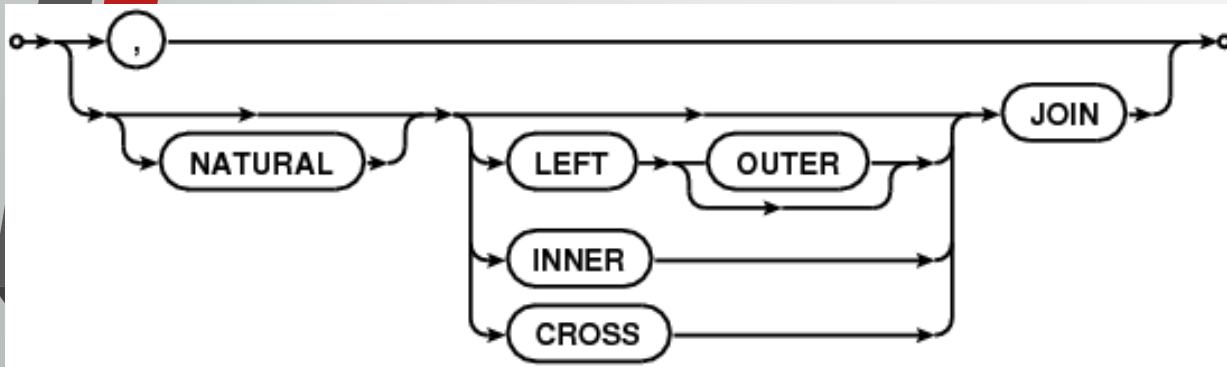 ,
JOIN
NATURAL
LEFT
OUTER
INNER
CROSS